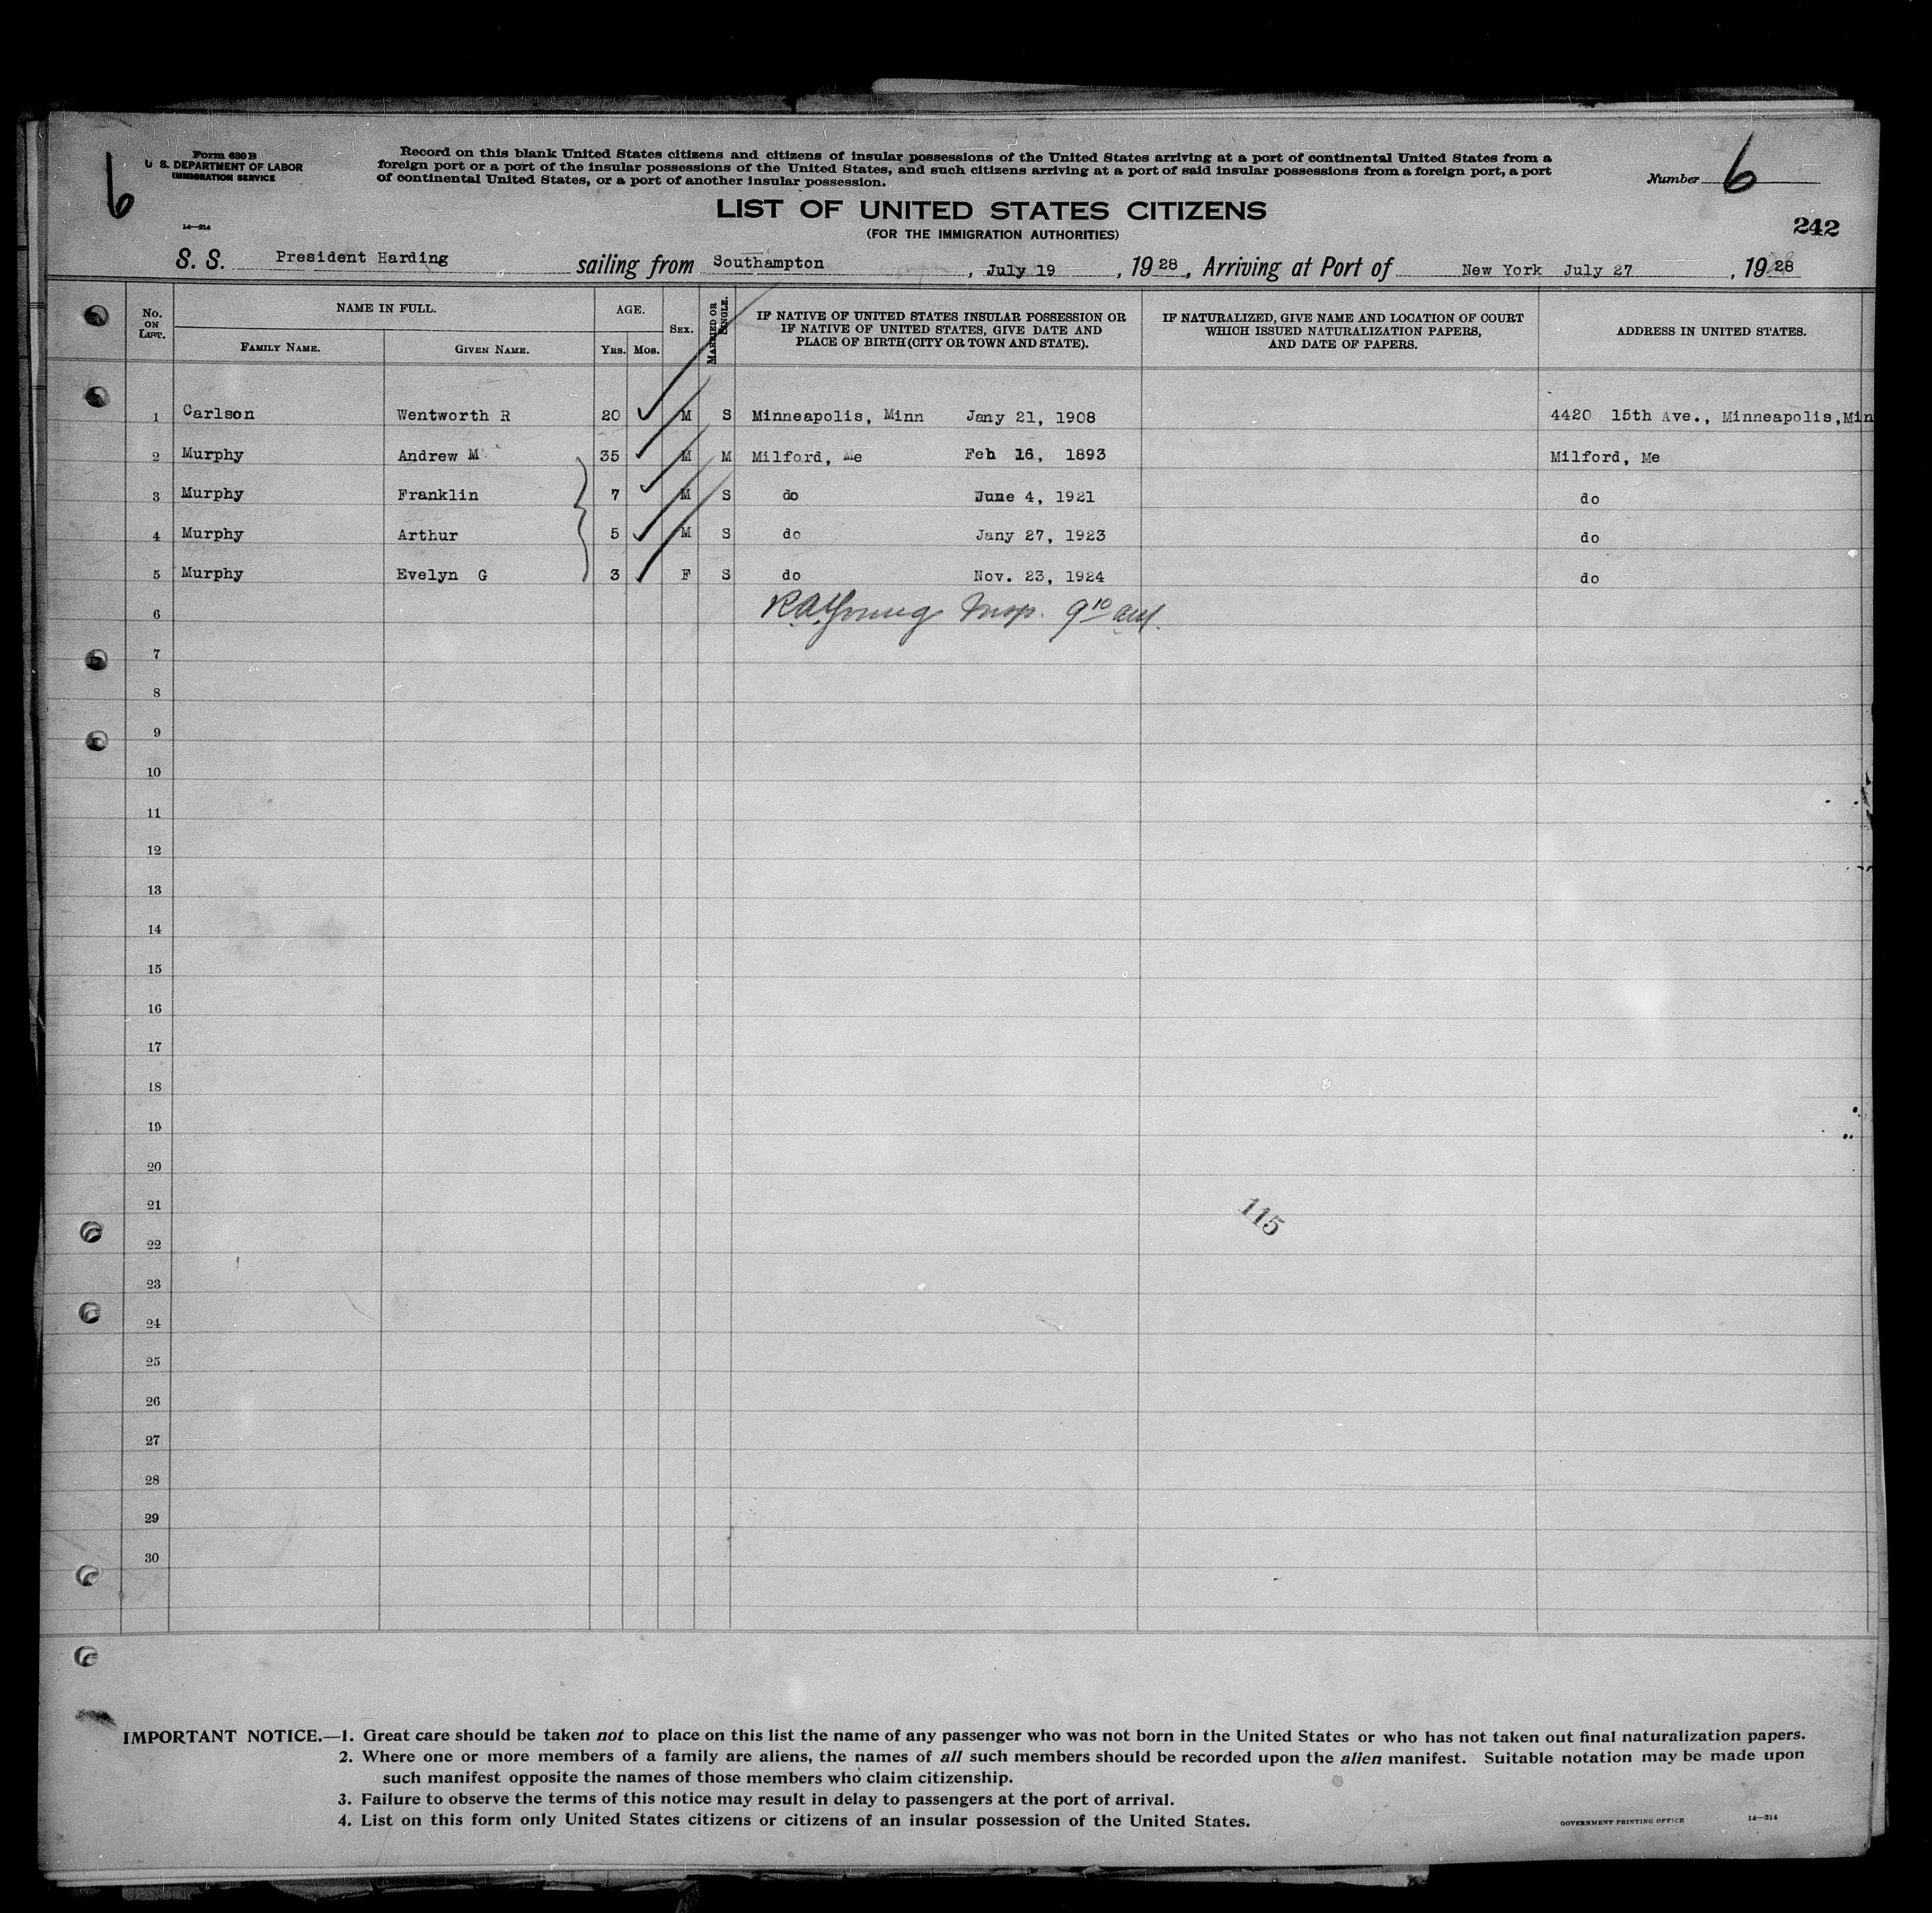 6
Form 630 B
U. S. DEPARTMENT OF LABOR
IMMIGRATION SERVICE
14—214
Record on this blank United States citizens and citizens of insular possessions of the United States arriving at a port of continental United States from a
foreign port or a port of the insular possessions of the United States, and such citizens arriving at a port of said insular possessions from a foreign port, a port
of continental United States, or a port of another insular possession.
Number 6
LIST OF UNITED STATES CITIZENS
(FOR THE IMMIGRATION AUTHORITIES)
242
S. S. President Harding sailing from Southampton, July 19, 1928, Arriving at Port of New York July 27, 1928
No. ON LIST. NAME IN FULL. AGE. SEX. MARRIED OR SINGLE. IF NATIVE OF UNITED STATES INSULAR POSSESSION OR IF NATIVE OF UNITED STATES, GIVE DATE AND PLACE OF BIRTH (CITY OR TOWN AND STATE). IF NATURALIZED, GIVE NAME AND LOCATION OF COURT WHICH ISSUED NATURALIZATION PAPERS, AND DATE OF PAPERS. ADDRESS IN UNITED STATES.
FAMILY NAME. GIVEN NAME. YRS. MOS.
1 Carlson Wentworth R 20 M S Minneapolis, Minn Jany 21, 1908 4420 15th Ave., Minneapolis, Min
2 Murphy Andrew M 35 M M Milford, Me Feb 16, 1893 Milford, Me
3 Murphy Franklin 7 M S do June 4, 1921 do
4 Murphy Arthur 5 M S do Jany 27, 1923 do
5 Murphy Evelyn G 3 F S do Nov. 23, 1924 do
6 R.A. Young Insp. 9 10 am.
7
8
9
10
11
12
13
14
15
16
17
18
19
20
21
115
22
23
24
25
26
27
28
29
30
IMPORTANT NOTICE.—1. Great care should be taken not to place on this list the name of any passenger who was not born in the United States or who has not taken out final naturalization papers.
2. Where one or more members of a family are aliens, the names of all such members should be recorded upon the alien manifest. Suitable notation may be made upon
such manifest opposite the names of those members who claim citizenship.
3. Failure to observe the terms of this notice may result in delay to passengers at the port of arrival.
4. List on this form only United States citizens or citizens of an insular possession of the United States.
GOVERNMENT PRINTING OFFICE 14—214